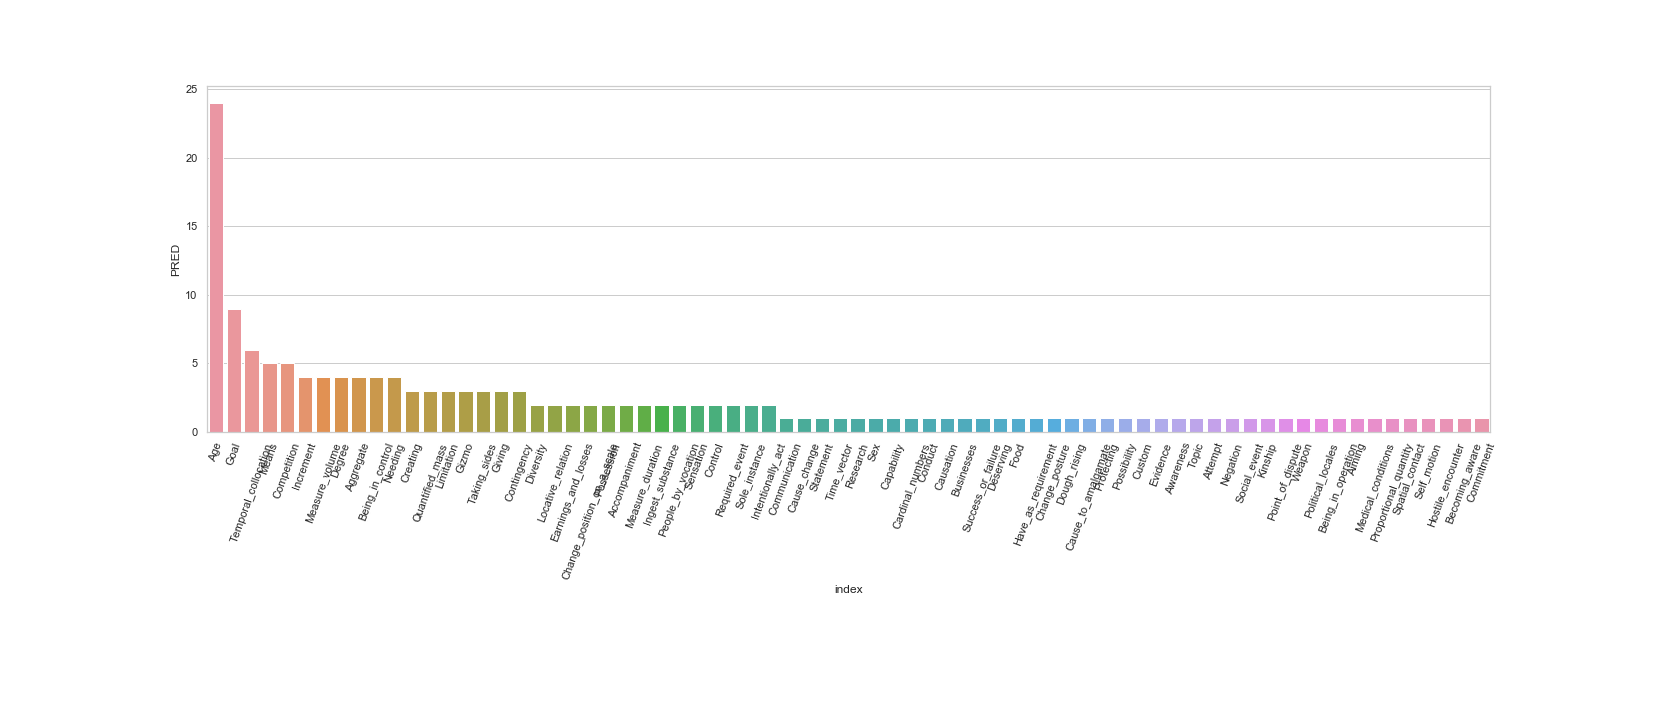 25
20
15
10
5
0
PRED
Age
Goal
Temporal_collocation
Means
Competition
Increment
Measure_volume
Degree
Aggregate
Being_in_control
Needing
Creating
Quantified_mass
Limitation
Gizmo
Taking_sides
Giving
Contingency
Diversity
Locative_relation
Earnings_and_losses
Change_position_on_a_scale
Possession
Accompaniment
Measure_duration
Ingest_substance
People_by_vocation
Sensation
Control
Required_event
Sole_instance
Intentionally_act
Communication
Cause_change
Statement
Time_vector
Research
Sex
Capability
Cardinal_numbers
Conduct
Causation
Businesses
Success_or_failure
Deserving
Food
Have_as_requirement
Change_posture
Dough_rising
Cause_to_amalgamate
Protecting
Possibility
Custom
Evidence
Awareness
Topic
Attempt
Negation
Social_event
Kinship
Point_of_dispute
Weapon
Political_locales
Being_in_operation
Aiming
Medical_conditions
Proportional_quantity
Spatial_contact
Self_motion
Hostile_encounter
Becoming_aware
Commitment
index